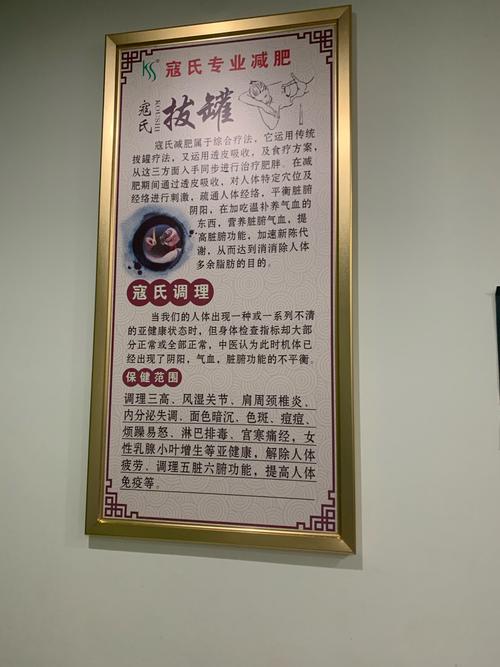 KS®
寇氏专业减肥
寇氏
KOUSHI
拔罐
寇氏减肥属于综合疗法，它运用传统
拔罐疗法，又运用透皮吸收，及食疗方案，
从这三方面入手同步进行治疗肥胖。在减
肥期间通过透皮吸收，对人体特定穴位及
经络进行刺激，疏通人体经络，平衡脏腑
阴阳，在加吃温补养气血的
东西，营养脏腑气血，提
高脏腑功能，加速新陈代
谢，从而达到消消除人体
多余脂肪的目的。
寇氏调理
当我们的人体出现一种或一系列不清
的亚健康状态时，但身体检查指标却大部
分正常或全部正常，中医认为此时机体已
经出现了阴阳，气血，脏腑功能的不平衡。
保健范围
调理三高、风湿关节、肩周颈椎炎、
内分泌失调、面色暗沉、色斑、痘痘、
烦躁易怒、淋巴排毒、宫寒痛经，女
性乳腺小叶增生等亚健康，解除人体
疲劳、调理五脏六腑功能，提高人体
免疫等。